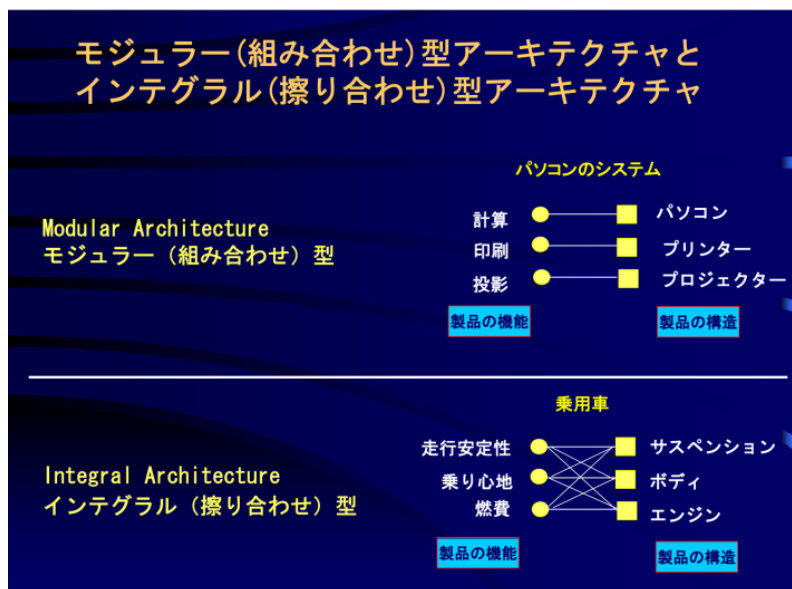 モジュラー(組み合わせ)型アーキテクチャと
インテグラル(擦り合わせ)型アーキテクチャ
パソコンのシステム
Modular Architecture
モジュラー（組み合わせ）型
計算
パソコン
印刷
プリンター
投影
プロジェクター
製品の機能
製品の構造
乗用車
Integral Architecture
インテグラル（擦り合わせ）型
走行安定性
サスペンション
乗り心地
ボディ
燃費
エンジン
製品の機能
製品の構造